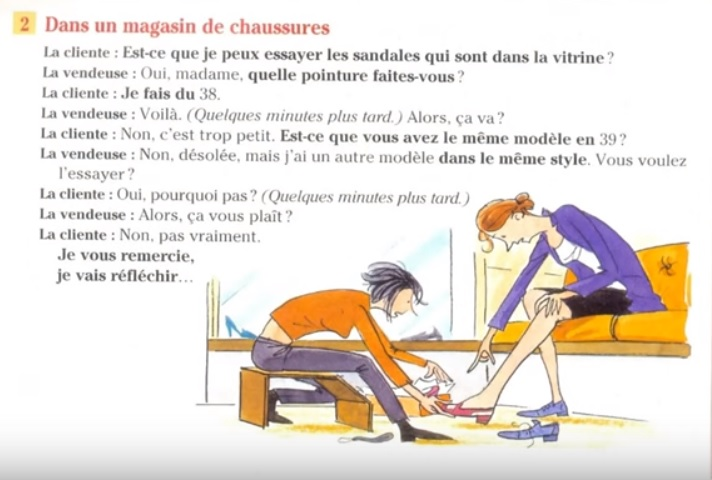 2 Dans un magasin de chaussures
La cliente : Est-ce que je peux essayer les sandales qui sont dans la vitrine ?
La vendeuse : Oui, madame, quelle pointure faites-vous ?
La cliente : Je fais du 38.
La vendeuse : Voilà. (Quelques minutes plus tard.) Alors, ça va ?
La cliente : Non, c'est trop petit. Est-ce que vous avez le même modèle en 39 ?
La vendeuse : Non, désolée, mais j'ai un autre modèle dans le même style. Vous voulez
l'essayer ?
La cliente : Oui, pourquoi pas ? (Quelques minutes plus tard.)
La vendeuse : Alors, ça vous plaît ?
La cliente : Non, pas vraiment.
Je vous remercie,
je vais réfléchir...